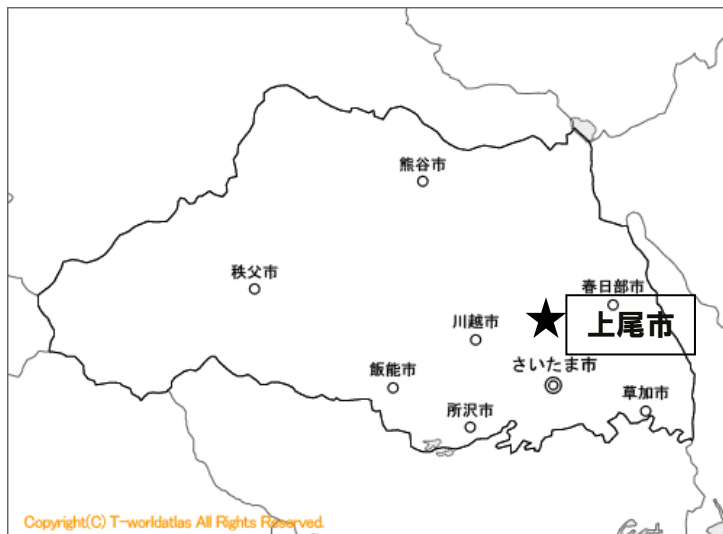 熊谷市
秩父市
春日部市
上尾市
川越市
さいたま市
飯能市
草加市
所沢市
Copyright(C) T-worldatlas All Rights Reserved.